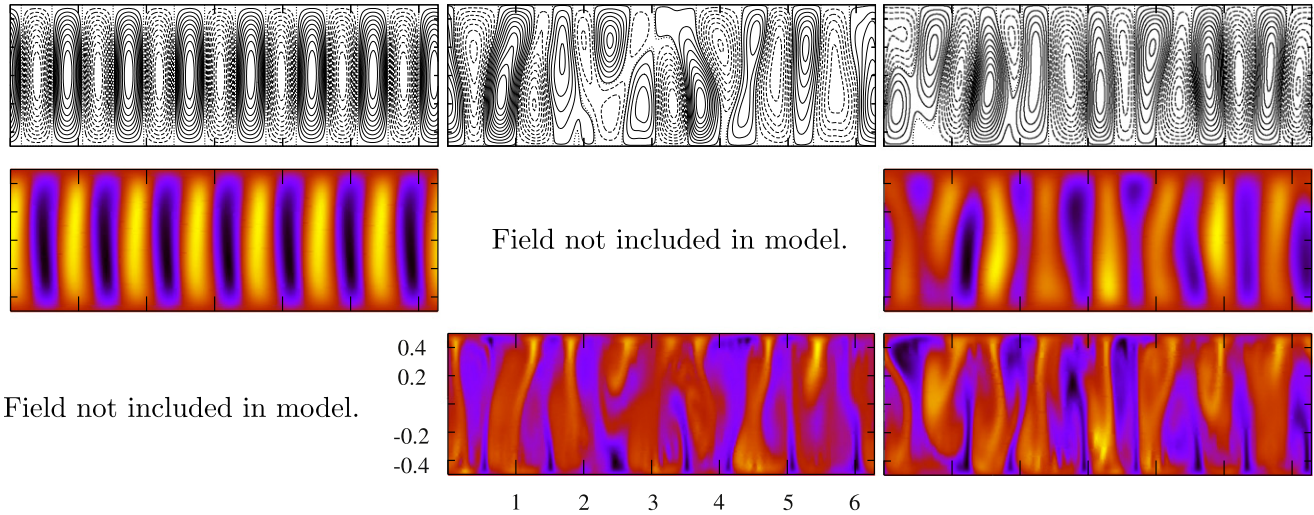 Field not included in model.
0.4
0.2
-0.2
-0.4
Field not included in model.
1 2 3 4 5 6